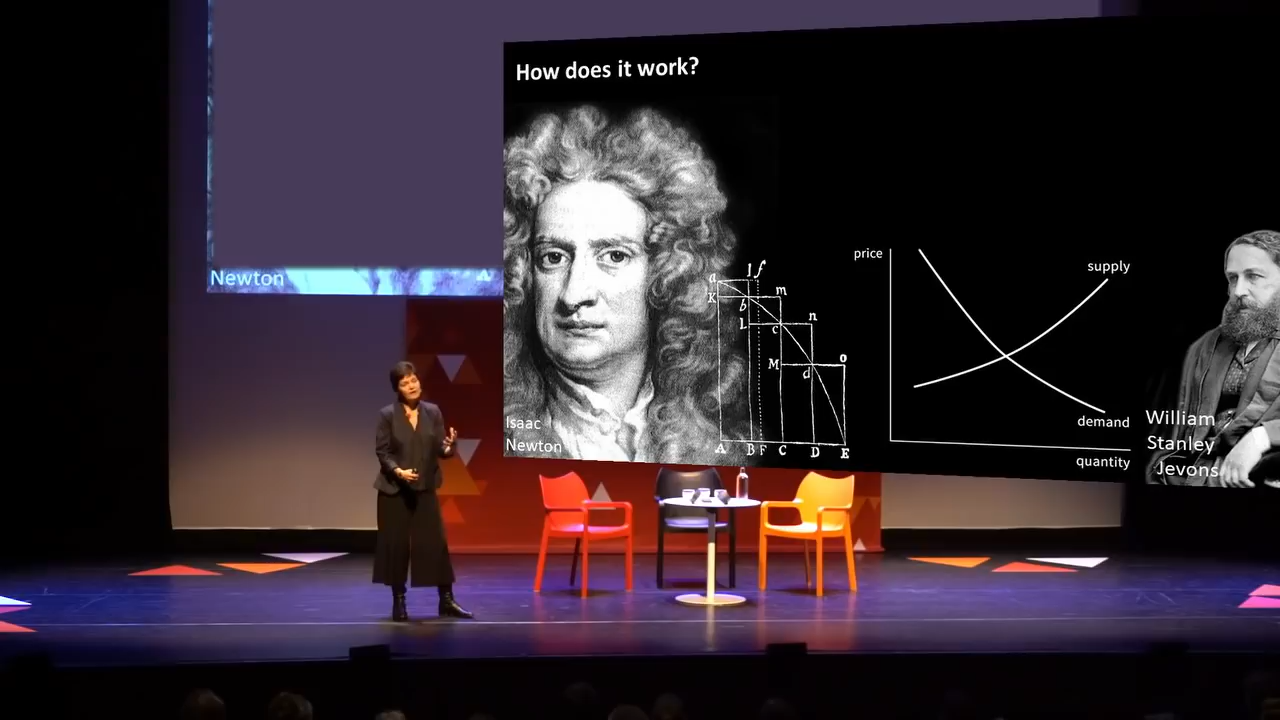 How does it work?
Newton
Isaac
Newton
a l f
K b m
L c n
M d o
A B F C D E
price
supply
demand
quantity
William
Stanley
Jevons